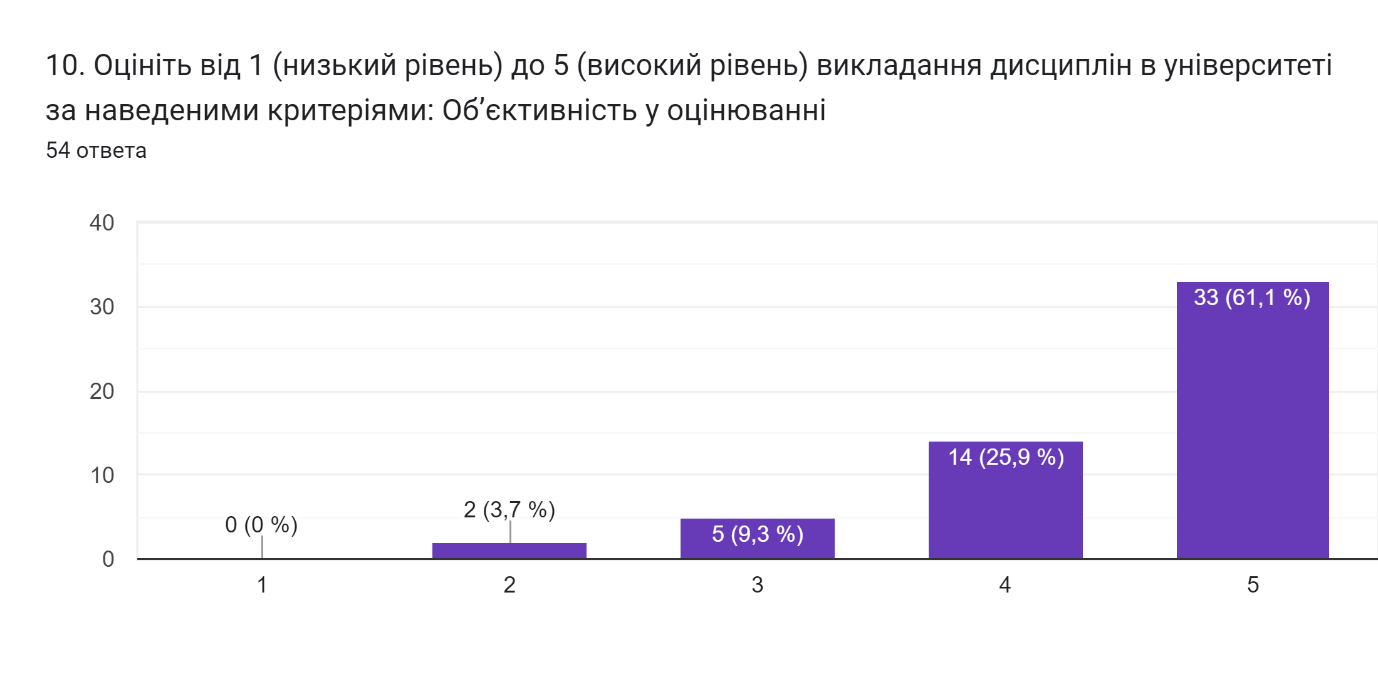 10. Оцініть від 1 (низький рівень) до 5 (високий рівень) викладання дисциплін в університеті
за наведеними критеріями: Об’єктивність у оцінюванні
54 ответа
40
30
20
10
0
0 (0 %)
2 (3,7 %)
5 (9,3 %)
14 (25,9 %)
33 (61,1 %)
1
2
3
4
5